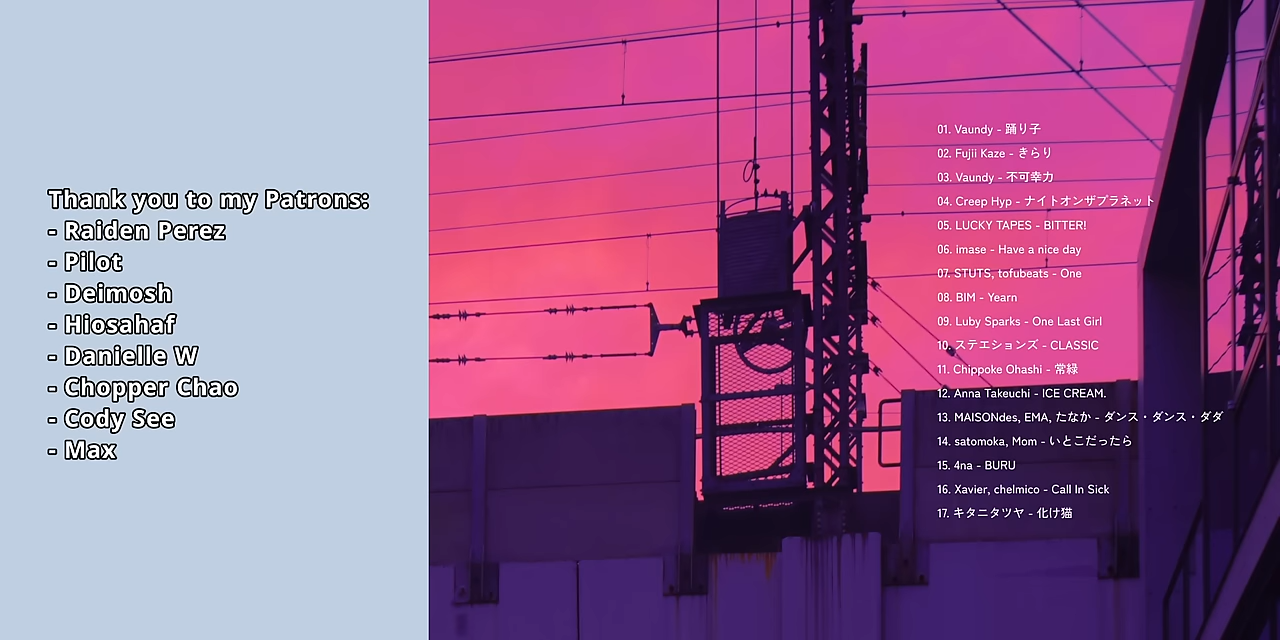 Thank you to my Patrons:
- Raiden Perez
- Pilot
- Deimosh
- Hiosahaf
- Danielle W
- Chopper Chao
- Cody See
- Max
01. Vaundy - 踊り子
02. Fujii Kaze - きらり
03. Vaundy - 不可幸力
04. Creep Hyp - ナイトオンザプラネット
05. LUCKY TAPES - BITTER!
06. imase - Have a nice day
07. STUTS, tofubeats - One
08. BIM - Yearn
09. Luby Sparks - One Last Girl
10. ステエションズ - CLASSIC
11. Chippoke Ohashi - 常緑
12. Anna Takeuchi - ICE CREAM.
13. MAISONdes, EMA, たなか - ダンス・ダンス・ダダ
14. satomoka, Mom - いとこだったら
15. 4na - BURU
16. Xavier, chelmico - Call In Sick
17. キタニタツヤ - 化け猫